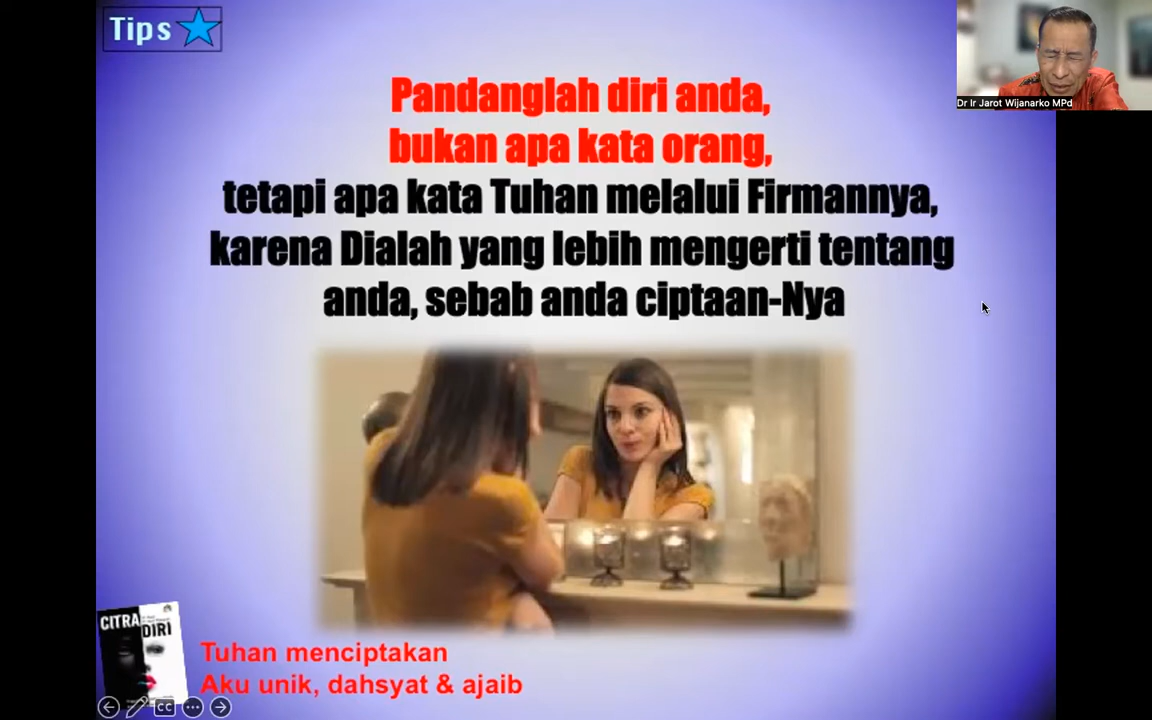 Tips
Dr Ir Jarot Wijanarko MPd
Pandanglah diri anda,
bukan apa kata orang,
tetapi apa kata Tuhan melalui Firmannya,
karena Dialah yang lebih mengerti tentang
anda, sebab anda ciptaan-Nya
CITRA
DIRI
Tuhan menciptakan
Aku unik, dahsyat & ajaib
CC